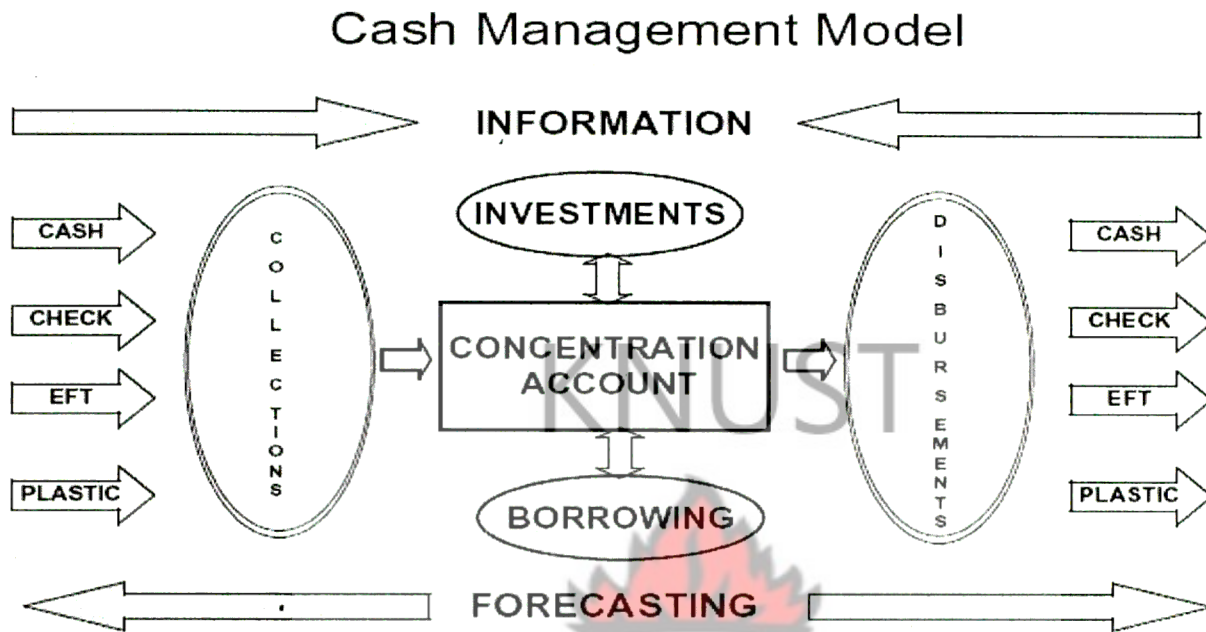 Cash Management Model
INFORMATION
CASH
CHECK
EFT
PLASTIC
COLLECTIONS
INVESTMENTS
CONCENTRATION
ACCOUNT
BORROWING
DISBURSEMENTS
CASH
CHECK
EFT
PLASTIC
FORECASTING
KNUST